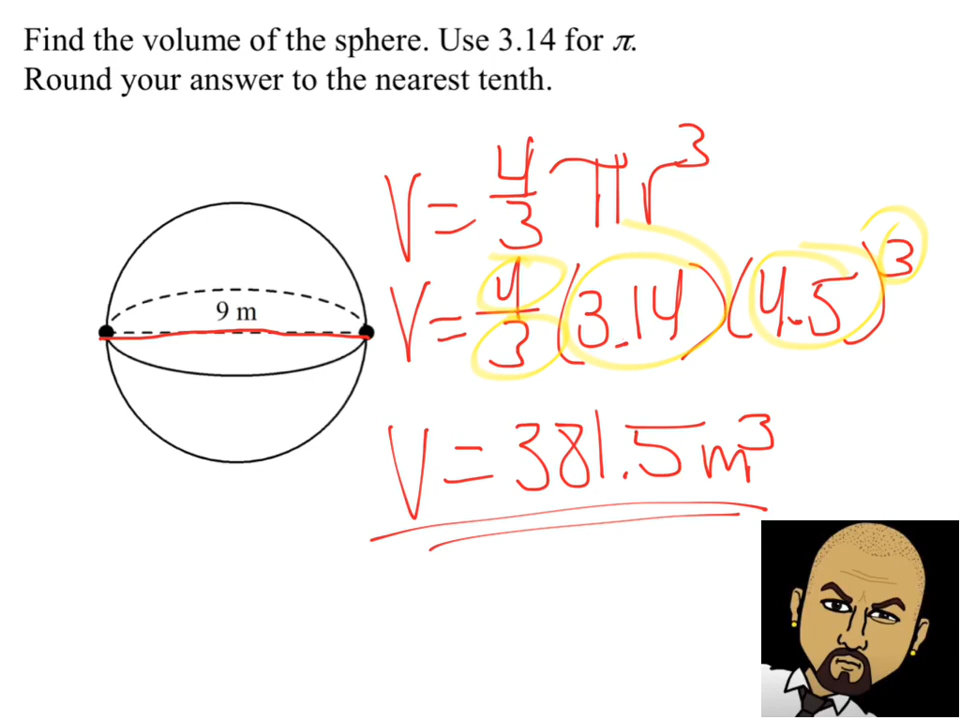 Find the volume of the sphere. Use 3.14 for π.
Round your answer to the nearest tenth.
V = 4/3 πr³
9 m
V = 4/3 (3.14)(4.5)³
V = 381.5 m³